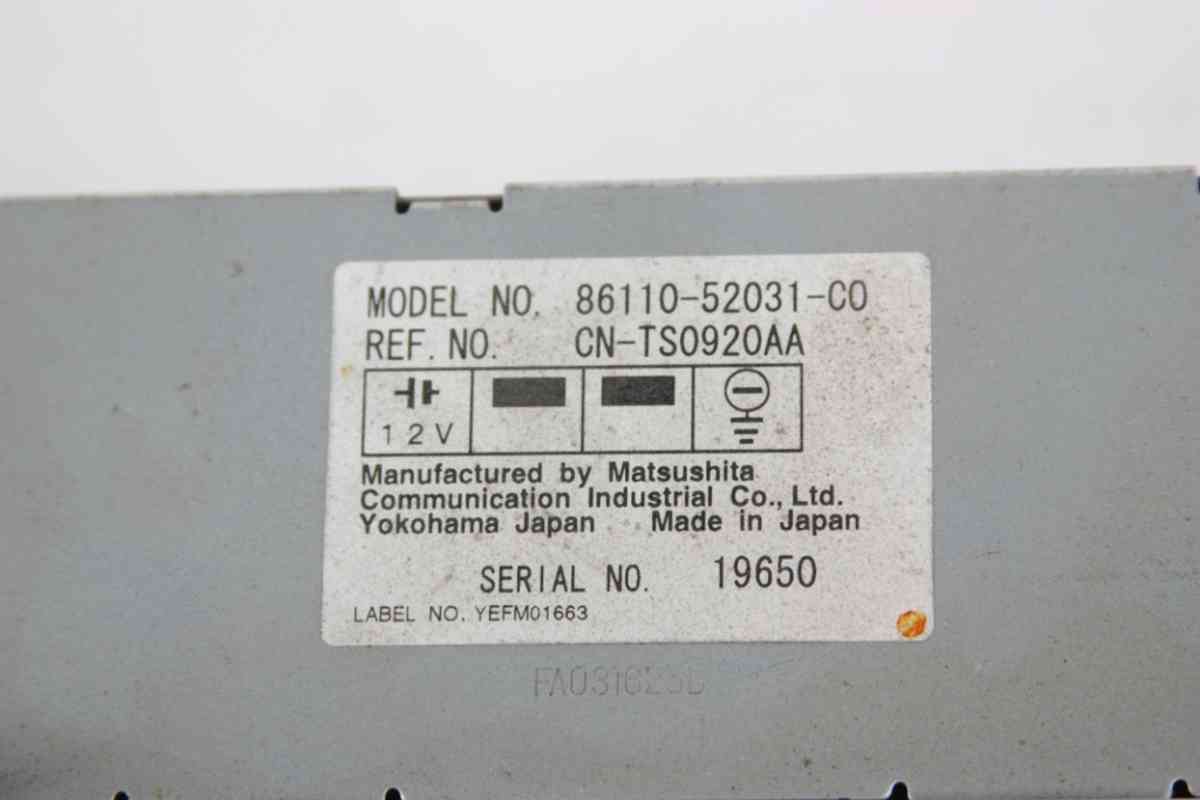 MODEL NO. 86110-52031-C0
REF. NO. CN-TS0920AA
12V
Manufactured by Matsushita
Communication Industrial Co., Ltd.
Yokohama Japan Made in Japan
SERIAL NO. 19650
LABEL NO. YEFM01663